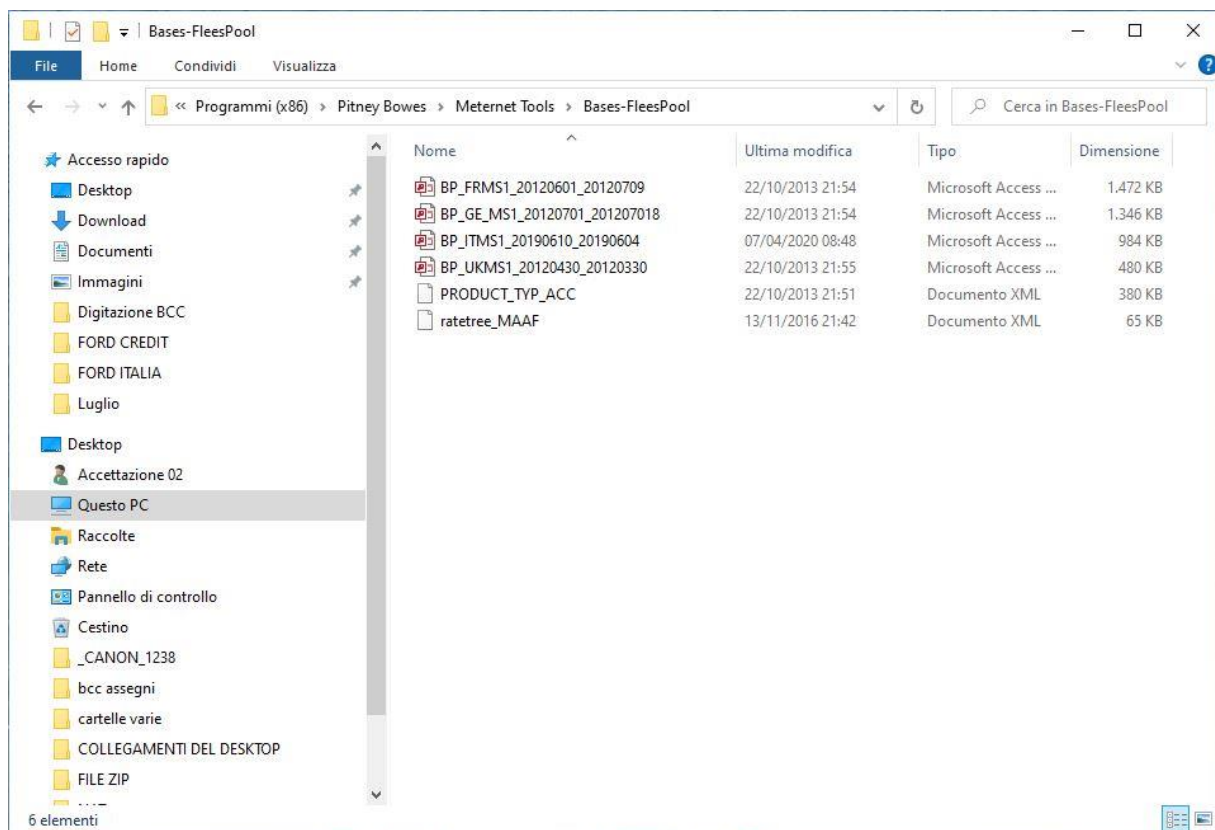 Bases-FleesPool
File Home Condividi Visualizza
« Programmi (x86) › Pitney Bowes › Meternet Tools › Bases-FleesPool
Cerca in Bases-FleesPool
Accesso rapido
Desktop
Download
Documenti
Immagini
Digitazione BCC
FORD CREDIT
FORD ITALIA
Luglio
Desktop
Accettazione 02
Questo PC
Raccolte
Rete
Pannello di controllo
Cestino
_CANON_1238
bcc assegni
cartelle varie
COLLEGAMENTI DEL DESKTOP
FILE ZIP
Nome Ultima modifica Tipo Dimensione
BP_FRMS1_20120601_20120709 22/10/2013 21:54 Microsoft Access ... 1.472 KB
BP_GE_MS1_20120701_201207018 22/10/2013 21:54 Microsoft Access ... 1.346 KB
BP_ITMS1_20190610_20190604 07/04/2020 08:48 Microsoft Access ... 984 KB
BP_UKMS1_20120430_20120330 22/10/2013 21:55 Microsoft Access ... 480 KB
PRODUCT_TYP_ACC 22/10/2013 21:51 Documento XML 380 KB
ratetree_MAAF 13/11/2016 21:42 Documento XML 65 KB
6 elementi